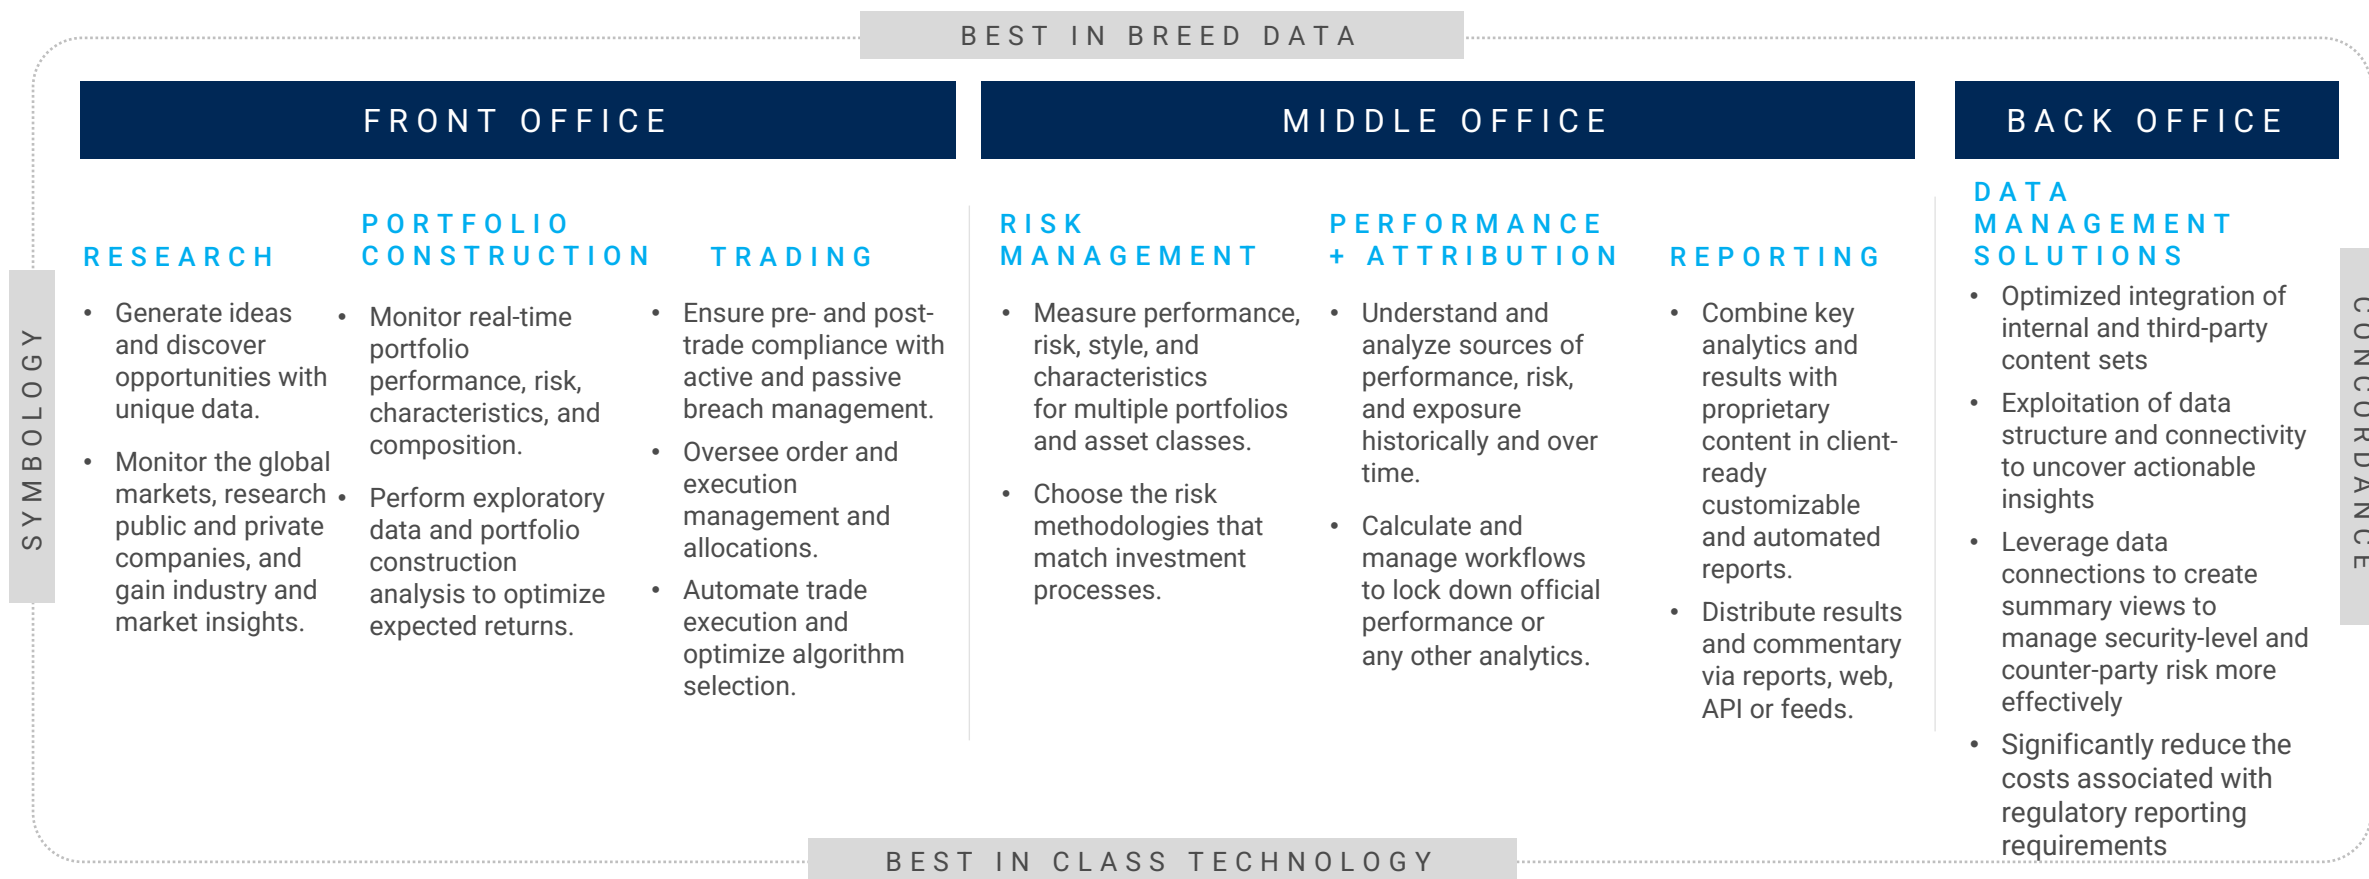 BEST IN BREED DATA
FRONT OFFICE
MIDDLE OFFICE
BACK OFFICE
SYMBOLOGY
RESEARCH
• Generate ideas
and discover
opportunities with
unique data.
• Monitor the global
markets, research
public and private
companies, and
gain industry and
market insights.
PORTFOLIO
CONSTRUCTION
• Monitor real-time
portfolio
performance, risk,
characteristics, and
composition.
• Perform exploratory
data and portfolio
construction
analysis to optimize
expected returns.
TRADING
• Ensure pre- and post-
trade compliance with
active and passive
breach management.
• Oversee order and
execution
management and
allocations.
• Automate trade
execution and
optimize algorithm
selection.
RISK
MANAGEMENT
• Measure performance,
risk, style, and
characteristics
for multiple portfolios
and asset classes.
• Choose the risk
methodologies that
match investment
processes.
PERFORMANCE
+ ATTRIBUTION
• Understand and
analyze sources of
performance, risk,
and exposure
historically and over
time.
• Calculate and
manage workflows
to lock down official
performance or
any other analytics.
REPORTING
• Combine key
analytics and
results with
proprietary
content in client-
ready
customizable
and automated
reports.
• Distribute results
and commentary
via reports, web,
API or feeds.
DATA
MANAGEMENT
SOLUTIONS
• Optimized integration of
internal and third-party
content sets
• Exploitation of data
structure and connectivity
to uncover actionable
insights
• Leverage data
connections to create
summary views to
manage security-level and
counter-party risk more
effectively
• Significantly reduce the
costs associated with
regulatory reporting
requirements
CONCORDANCE
BEST IN CLASS TECHNOLOGY